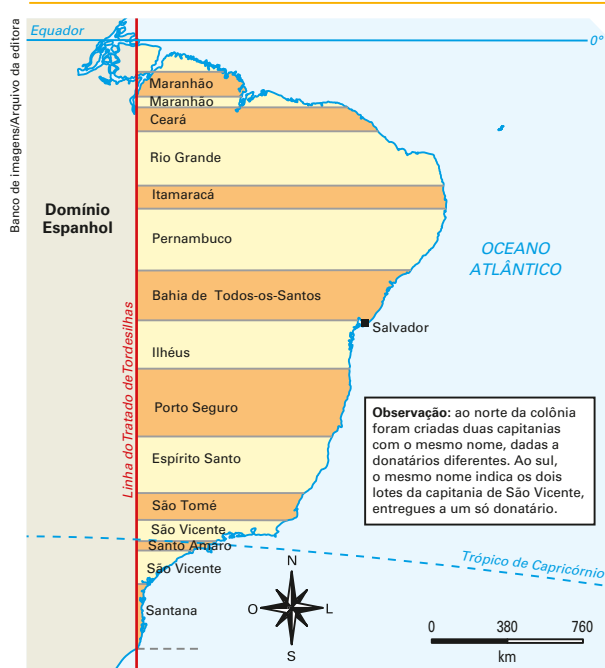 Banco de imagens/Arquivo da editora
Equador
0°
Maranhão
Maranhão
Ceará
Rio Grande
Itamaracá
Domínio
Espanhol
Pernambuco
OCEANO
ATLÂNTICO
Bahia de Todos-os-Santos
Salvador
Linha do Tratado de Tordesilhas
Ilhéus
Porto Seguro
Observação: ao norte da colônia
foram criadas duas capitanias
com o mesmo nome, dadas a
donatários diferentes. Ao sul,
o mesmo nome indica os dois
lotes da capitania de São Vicente,
entregues a um só donatário.
Espírito Santo
São Tomé
São Vicente
Santo Amaro
Trópico de Capricórnio
São Vicente
Santana
N
O
L
S
0 380 760
km